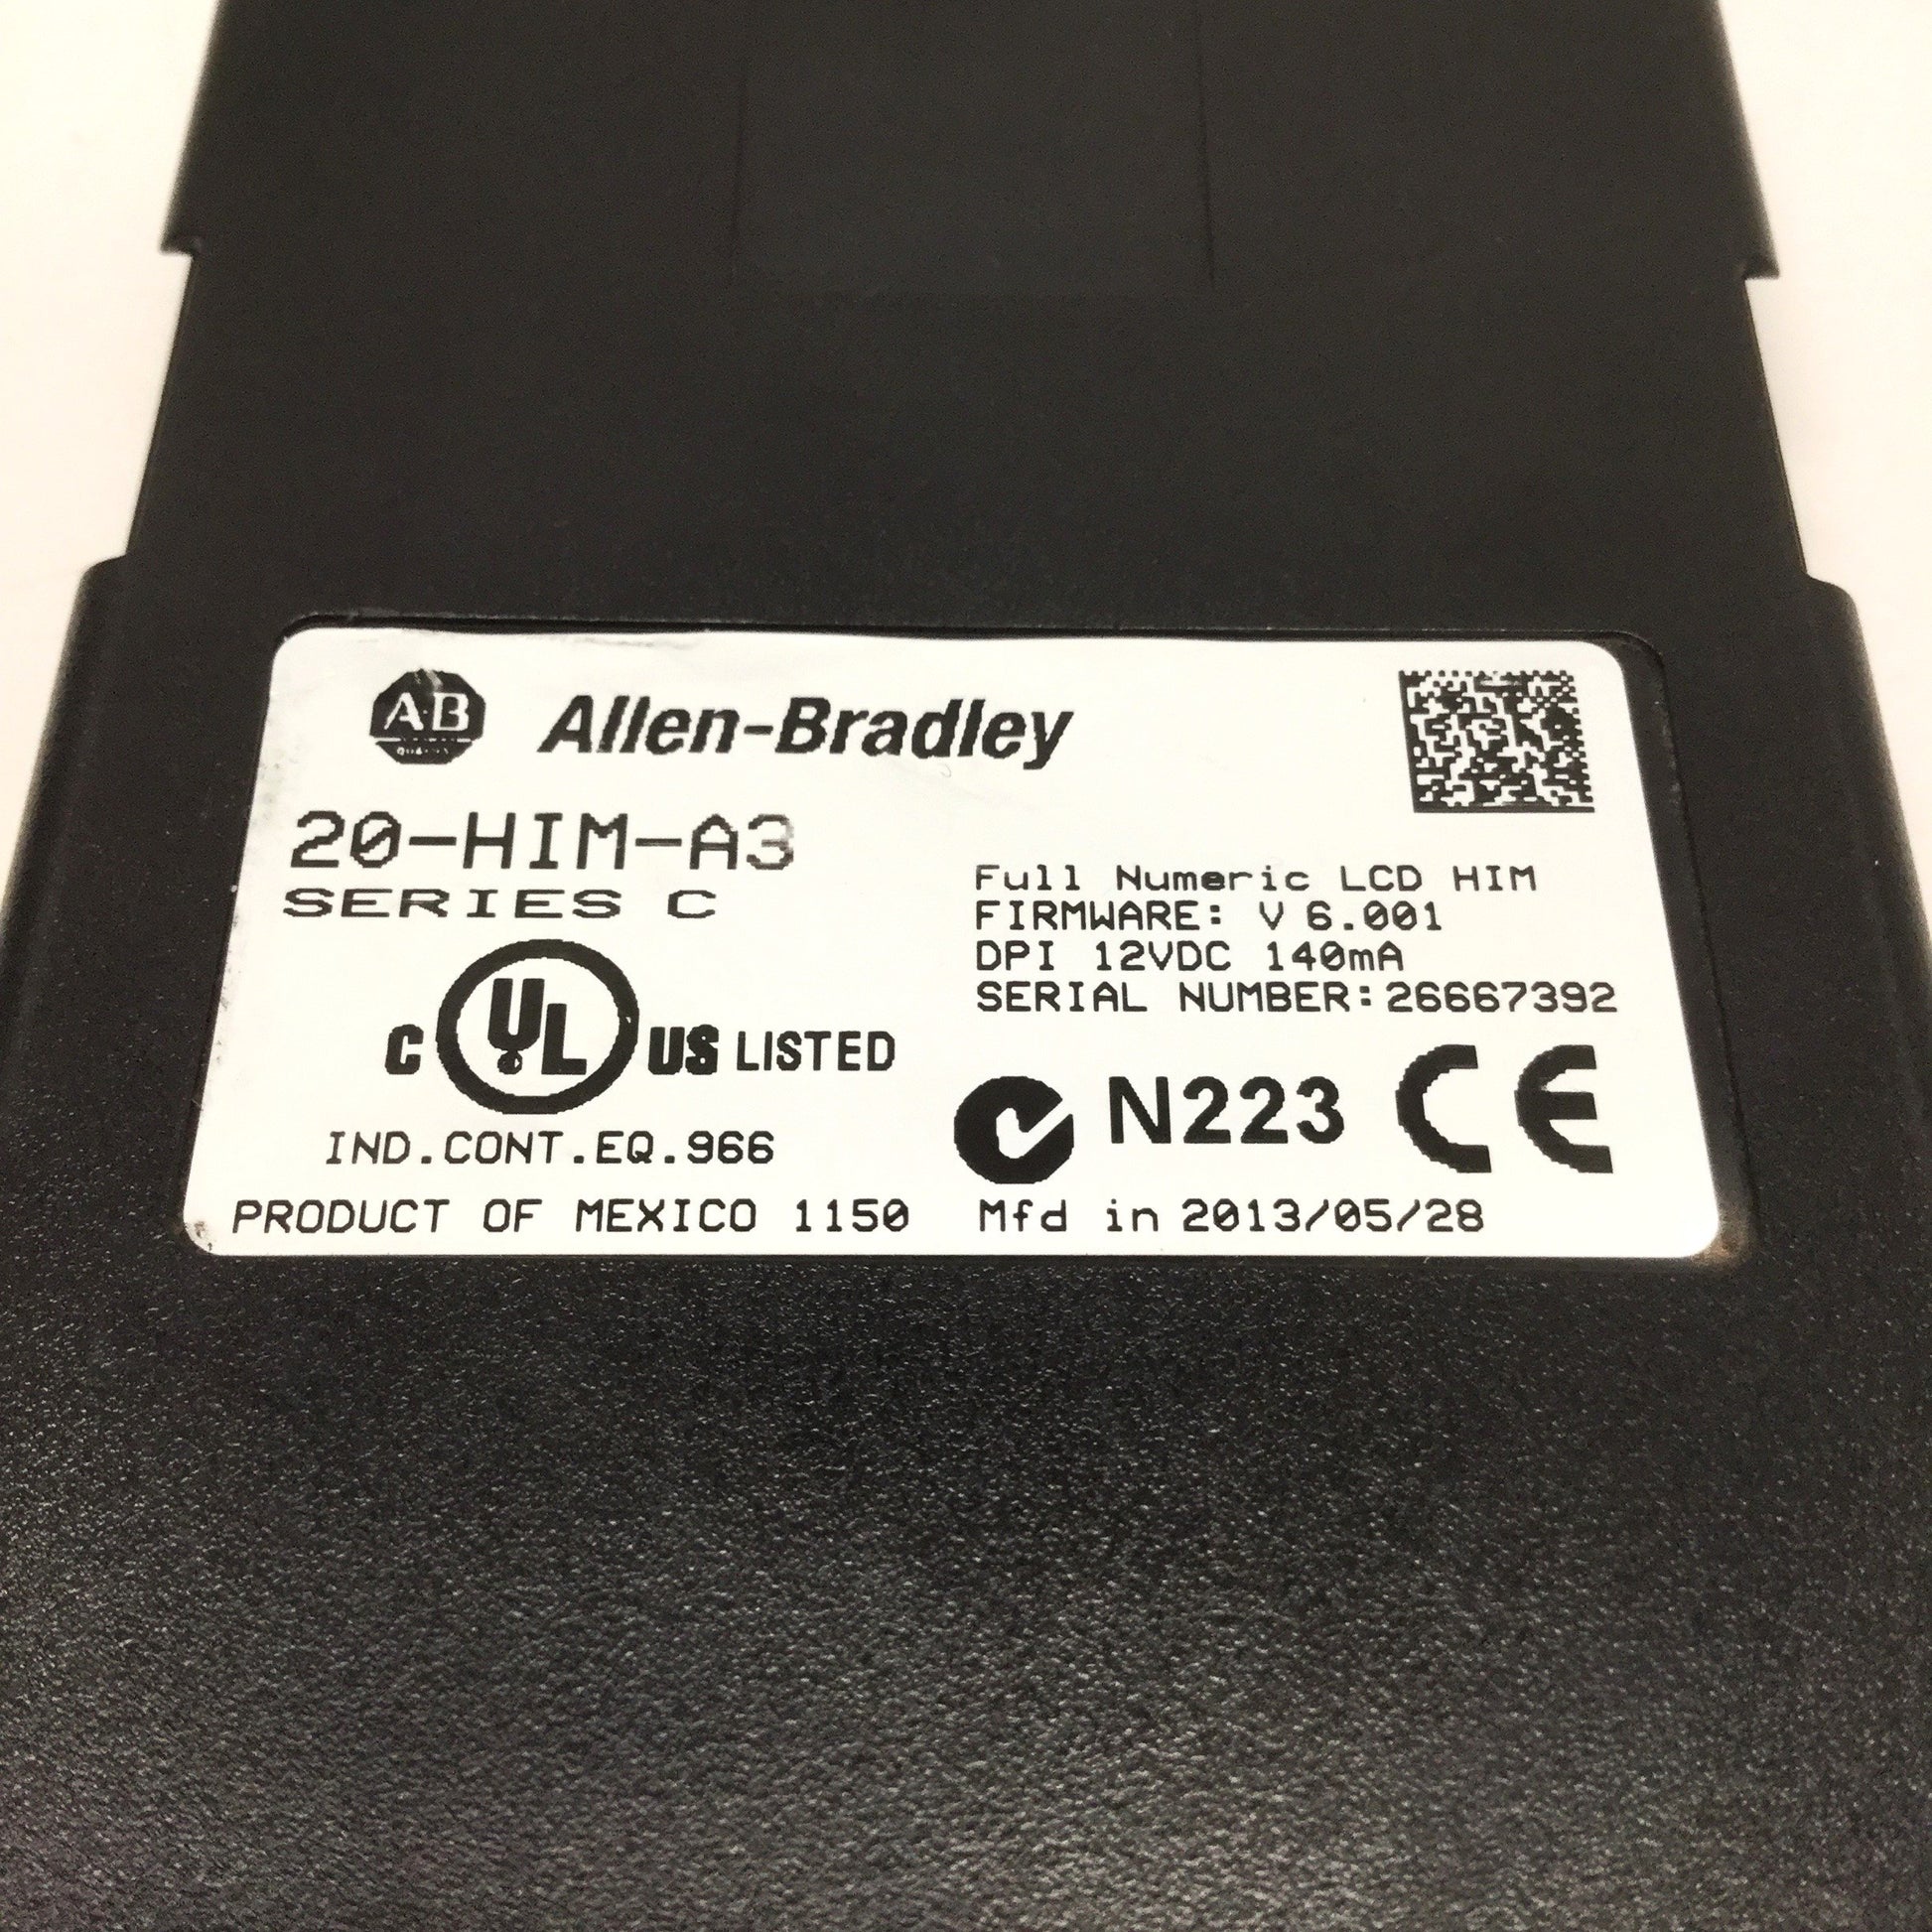 A·B
QUALITY
Allen-Bradley
20-HIM-A3
SERIES C
Full Numeric LCD HIM
FIRMWARE: V 6.001
DPI 12VDC 140mA
SERIAL NUMBER:26667392
C UL US LISTED
IND.CONT.EQ.966
N223 CE
PRODUCT OF MEXICO 1150
Mfd in 2013/05/28